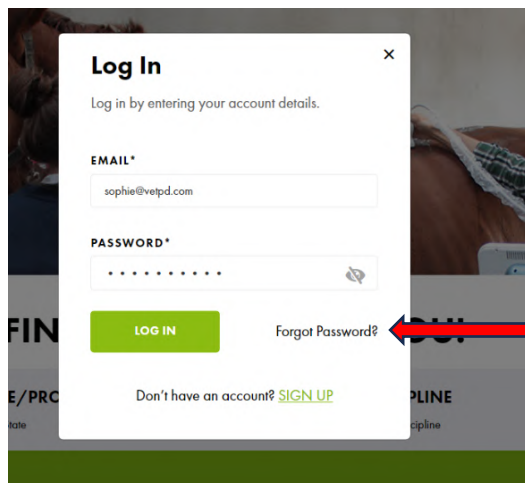 Log In
Log in by entering your account details.
EMAIL*
sophie@vetpd.com
PASSWORD*
LOG IN
Forgot Password?
Don't have an account? SIGN UP
FIN
OU!
E/PRO
PLINE
tate
cipline